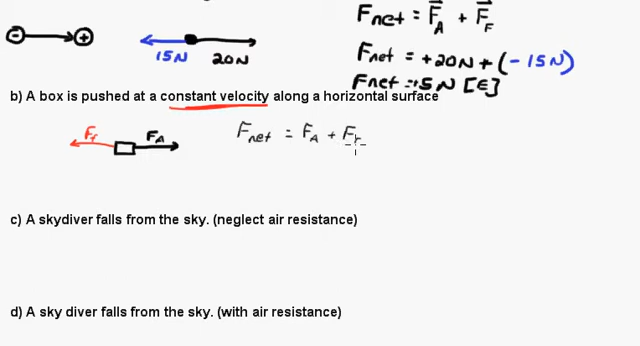 F⃗net = F⃗A + F⃗F
⊖ → ⊕
15N 20N
Fnet = +20N + (-15N)
Fnet = 5N [E]
b) A box is pushed at a constant velocity along a horizontal surface
Ff FA
Fnet = FA + Ff
c) A skydiver falls from the sky. (neglect air resistance)
d) A sky diver falls from the sky. (with air resistance)